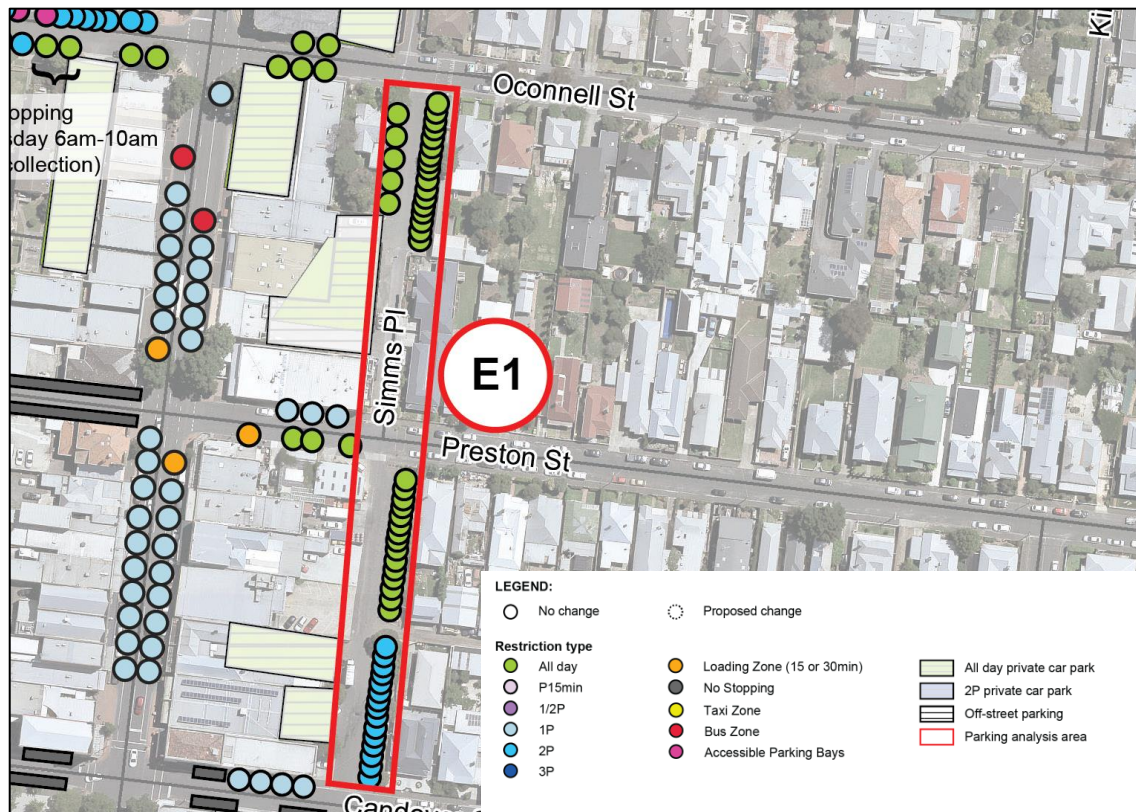 Oconnell St
opping
sday 6am-10am
collection)
Simms Pl
E1
Preston St
LEGEND:
No change
Proposed change
Restriction type
All day
P15min
1/2P
1P
2P
3P
Loading Zone (15 or 30min)
No Stopping
Taxi Zone
Bus Zone
Accessible Parking Bays
All day private car park
2P private car park
Off-street parking
Parking analysis area